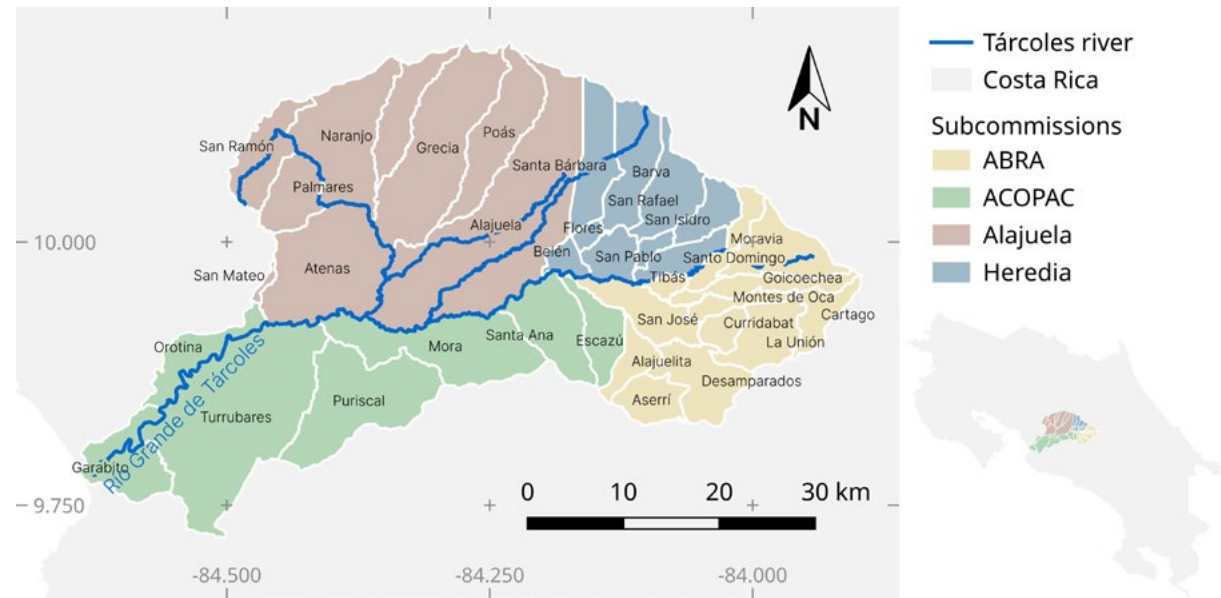 San Ramón
Naranjo
Grecia
Poás
Palmares
Santa Bárbara
Barva
San Rafael
San Isidro
Alajuela
Flores
Belén
San Pablo
Santo Domingo
Moravia
Tibás
Goicoechea
Montes de Oca
Cartago
San Mateo
Atenas
San José
Curridabat
La Unión
Orotina
Mora
Santa Ana
Escazú
Alajuelita
Desamparados
Aserrí
Turrubares
Puriscal
Garabito
Río Grande de Tárcoles
N
0 10 20 30 km
10.000
9.750
-84.500 -84.250 -84.000
Tárcoles river
Costa Rica
Subcommissions
ABRA
ACOPAC
Alajuela
Heredia